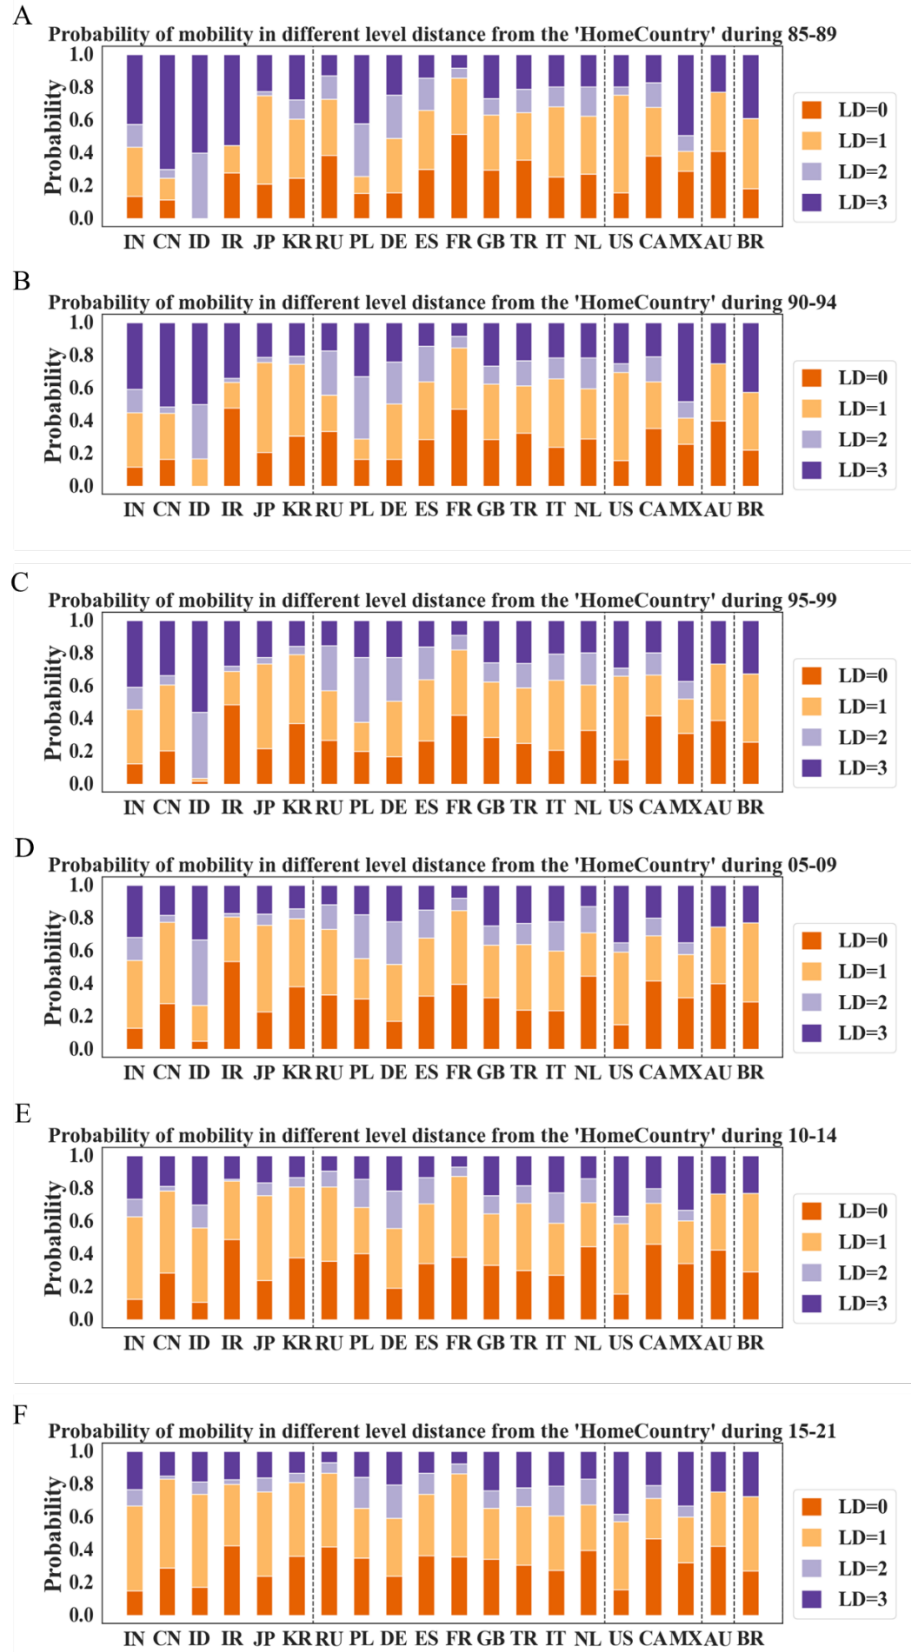 A
Probability of mobility in different level distance from the 'HomeCountry' during 85-89
Probability
1.0
0.8
0.6
0.4
0.2
0.0
IN CN ID IR JP KR RU PL DE ES FR GB TR IT NL US CA MX AU BR
LD=0
LD=1
LD=2
LD=3
B
Probability of mobility in different level distance from the 'HomeCountry' during 90-94
Probability
1.0
0.8
0.6
0.4
0.2
0.0
IN CN ID IR JP KR RU PL DE ES FR GB TR IT NL US CA MX AU BR
LD=0
LD=1
LD=2
LD=3
C
Probability of mobility in different level distance from the 'HomeCountry' during 95-99
Probability
1.0
0.8
0.6
0.4
0.2
0.0
IN CN ID IR JP KR RU PL DE ES FR GB TR IT NL US CA MX AU BR
LD=0
LD=1
LD=2
LD=3
D
Probability of mobility in different level distance from the 'HomeCountry' during 05-09
Probability
1.0
0.8
0.6
0.4
0.2
0.0
IN CN ID IR JP KR RU PL DE ES FR GB TR IT NL US CA MX AU BR
LD=0
LD=1
LD=2
LD=3
E
Probability of mobility in different level distance from the 'HomeCountry' during 10-14
Probability
1.0
0.8
0.6
0.4
0.2
0.0
IN CN ID IR JP KR RU PL DE ES FR GB TR IT NL US CA MX AU BR
LD=0
LD=1
LD=2
LD=3
F
Probability of mobility in different level distance from the 'HomeCountry' during 15-21
Probability
1.0
0.8
0.6
0.4
0.2
0.0
IN CN ID IR JP KR RU PL DE ES FR GB TR IT NL US CA MX AU BR
LD=0
LD=1
LD=2
LD=3